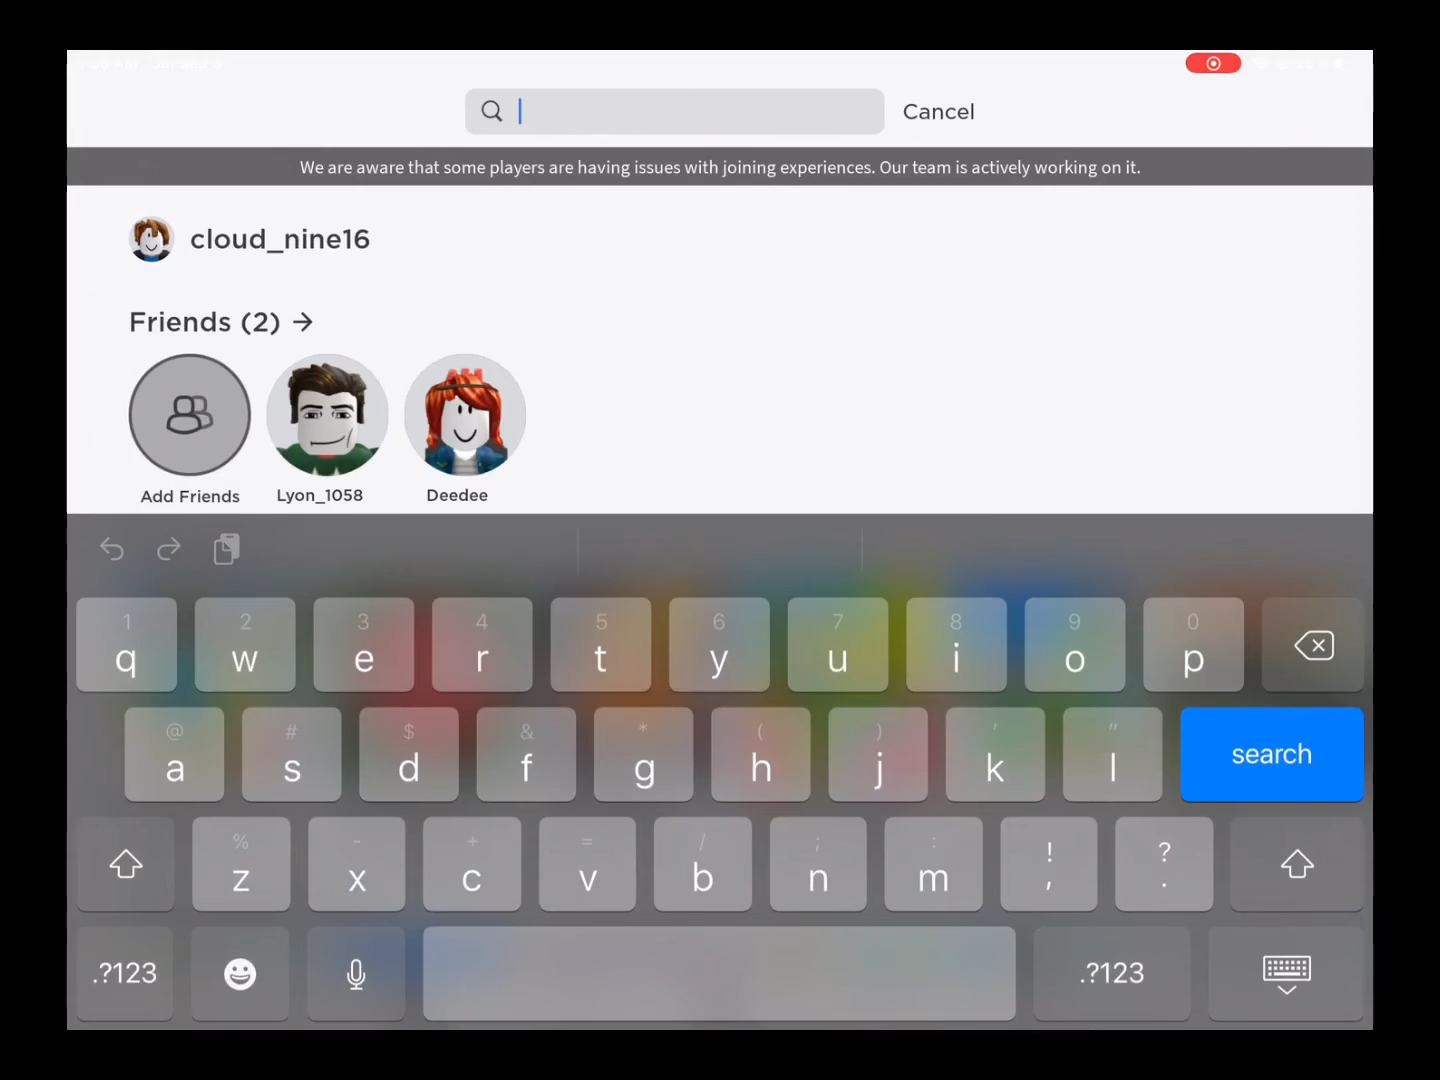 Cancel
We are aware that some players are having issues with joining experiences. Our team is actively working on it.
cloud_nine16
Friends (2) →
Add Friends Lyon_1058 Deedee
1 2 3 4 5 6 7 8 9 0
q w e r t y u i o p
@ # $ & * ( ) ' "
a s d f g h j k l search
% - + = / ; : ! ?
z x c v b n m , .
.?123 .?123